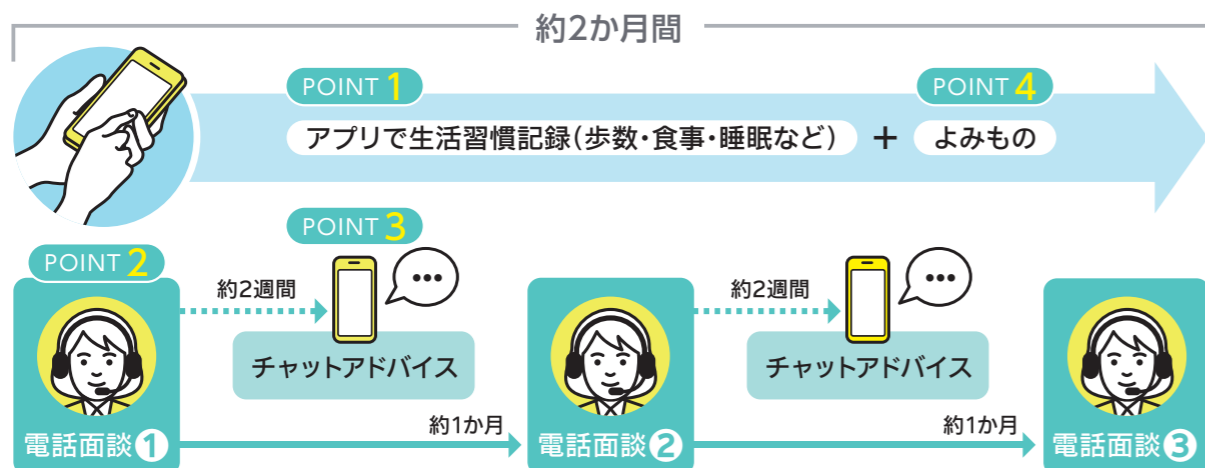 約2か月間
POINT 1
アプリで生活習慣記録(歩数・食事・睡眠など)
+
POINT 4
よみもの
POINT 2
電話面談❶
約2週間
POINT 3
チャットアドバイス
約1か月
電話面談❷
約2週間
チャットアドバイス
約1か月
電話面談❸